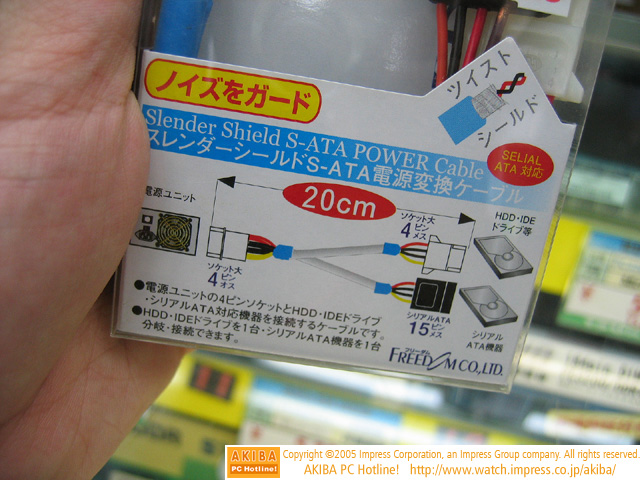 ノイズをガード
ツイスト
シールド
Slender Shield S-ATA POWER Cable
スレンダーシールドS-ATA電源変換ケーブル
SELIAL
ATA 対応
20cm
電源ユニット
ソケット大
4ピンメス
HDD・IDE
ドライブ等
ソケット大
4ピンオス
シリアルATA
15ピンメス
シリアル
ATA機器
●電源ユニットの4ピンソケットとHDD・IDEドライブ
・シリアルATA対応機器を接続するケーブルです。
●HDD・IDEドライブを1台・シリアルATA機器を1台
分岐・接続できます。
フリーダム
FREEDOM CO,LTD.
AKIBA
PC Hotline!
Copyright ©2005 Impress Corporation, an Impress Group company. All rights reserved.
AKIBA PC Hotline! http://www.watch.impress.co.jp/akiba/